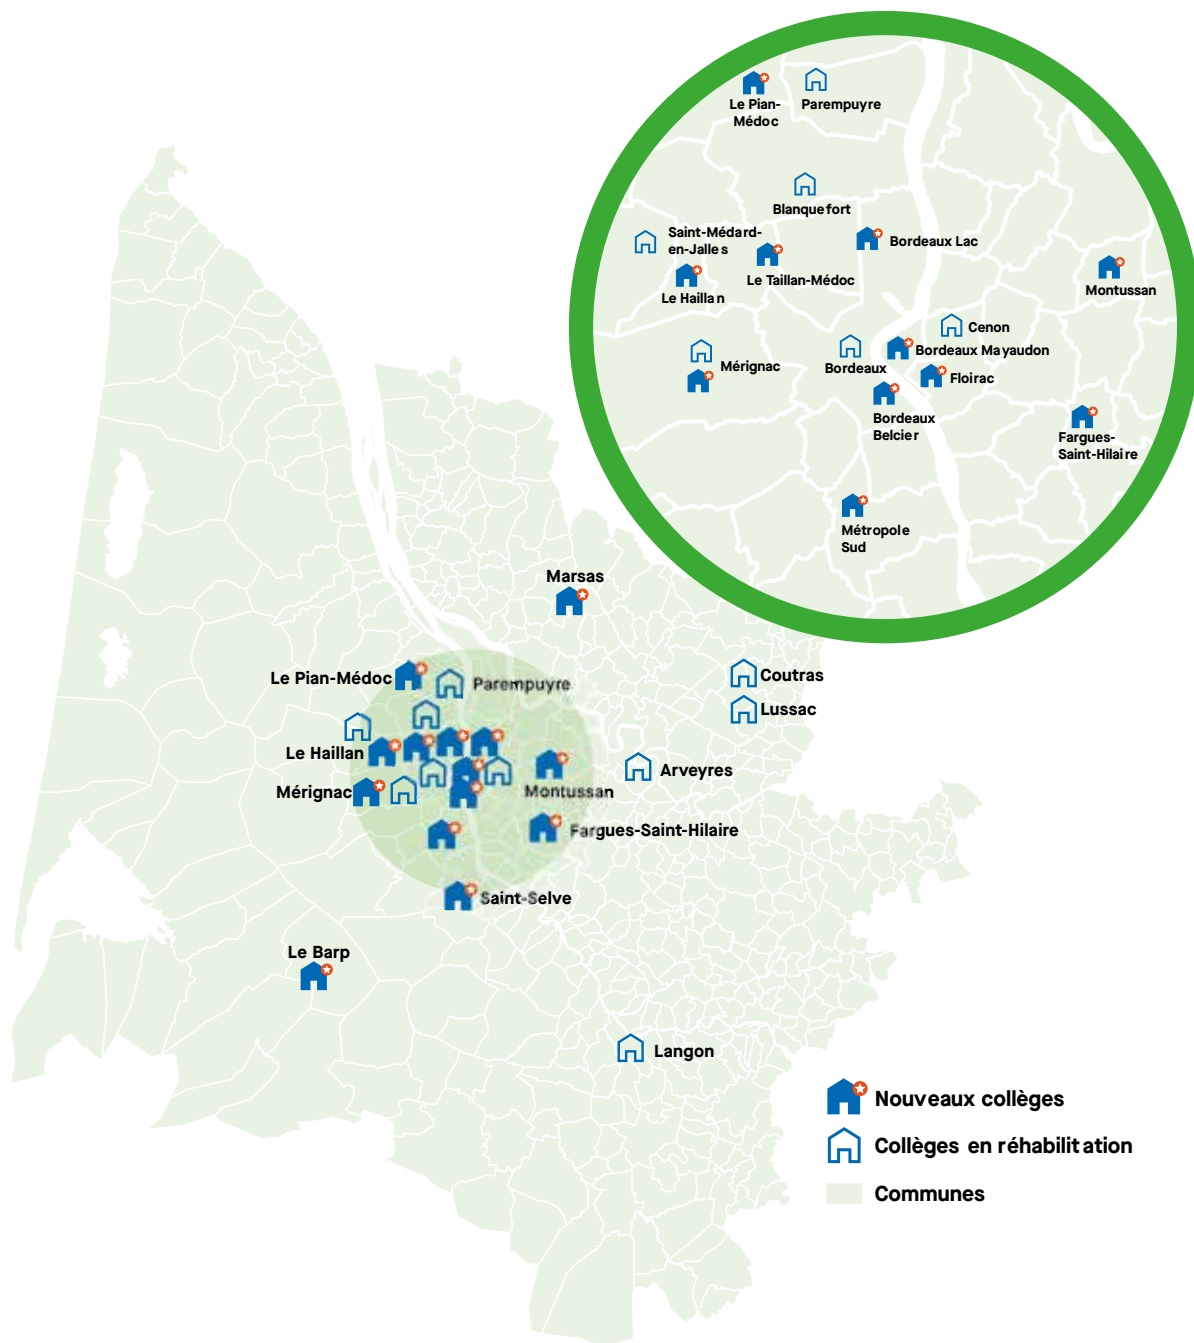 Le Pian-
Médoc
Parempuyre
Blanquefort
Saint-Médard-
en-Jalles
Bordeaux Lac
Le Taillan-Médoc
Montussan
Le Haillan
Cenon
Bordeaux Mayaudon
Mérignac
Bordeaux
Floirac
Bordeaux
Belcier
Fargues-
Saint-Hilaire
Métropole
Sud
Marsas
Le Pian-Médoc
Parempuyre
Coutras
Lussac
Le Haillan
Arveyres
Mérignac
Montussan
Fargues-Saint-Hilaire
Saint-Selve
Le Barp
Langon
Nouveaux collèges
Collèges en réhabilitation
Communes